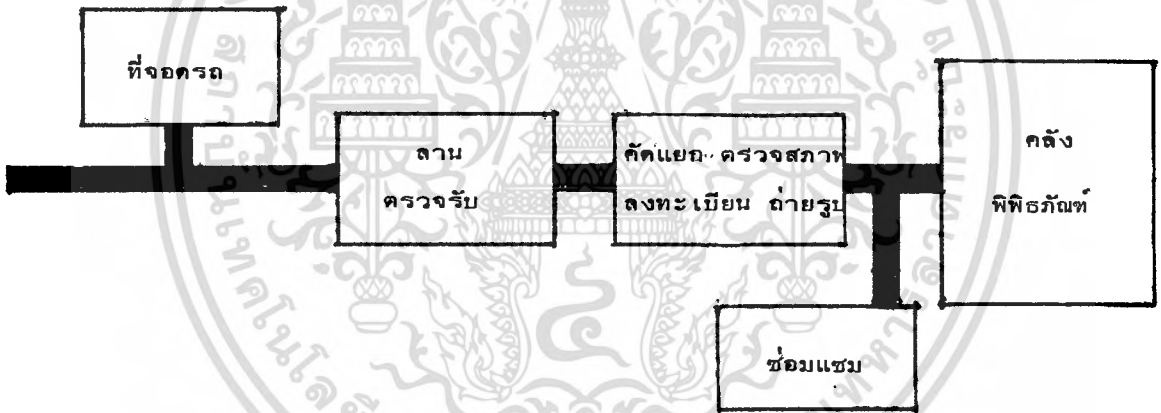 ที่จอดรถ
ลาน
ตรวจรับ
คัดแยก ตรวจสภาพ
ลงทะเบียน ถ่ายรูป
คลัง
พิพิธภัณฑ์
ซ่อมแซม